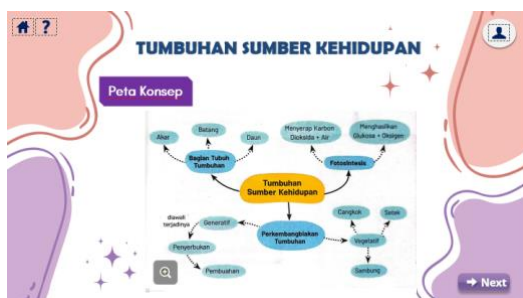 ?
TUMBUHAN SUMBER KEHIDUPAN
Peta Konsep
Akar
Batang
Daun
Bagian Tubuh
Tumbuhan
Menyerap Karbon
Dioksida + Air
Menghasilkan
Glukosa + Oksigen
Fotosintesis
Tumbuhan
Sumber Kehidupan
diawali
terjadinya
Generatif
Penyerbukan
Pembuahan
Perkembangbiakan
Tumbuhan
Cangkok
Setek
Vegetatif
Sambung
Next